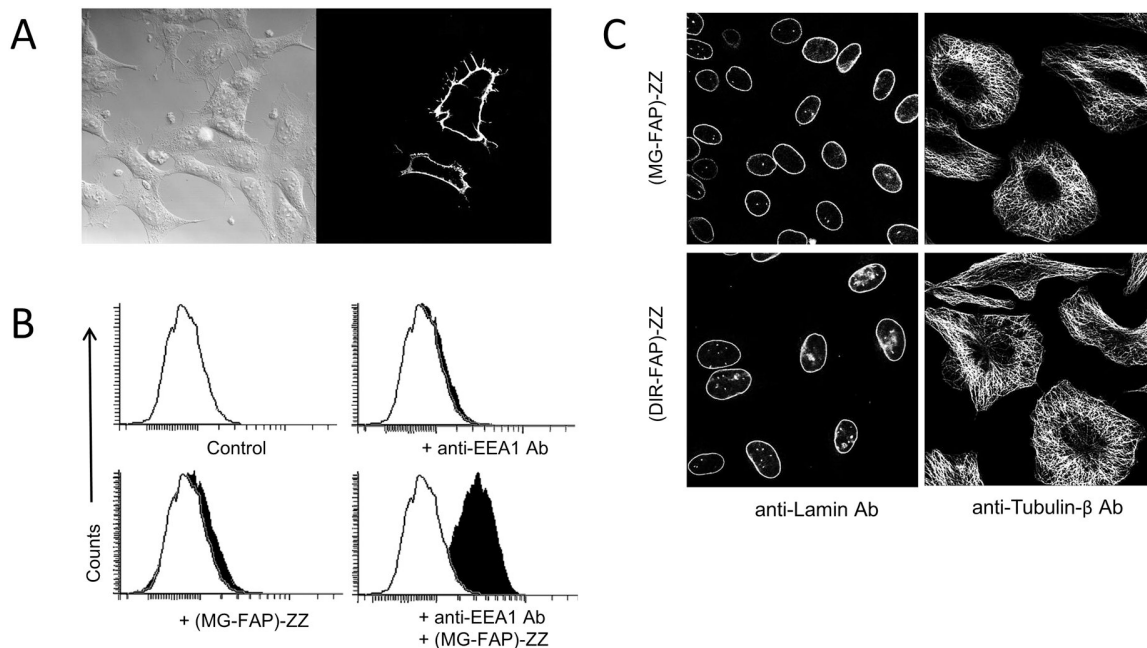 A
B
Counts
Control
+ anti-EEA1 Ab
+ (MG-FAP)-ZZ
+ anti-EEA1 Ab
+ (MG-FAP)-ZZ
C
(MG-FAP)-ZZ
(DIR-FAP)-ZZ
anti-Lamin Ab
anti-Tubulin-β Ab